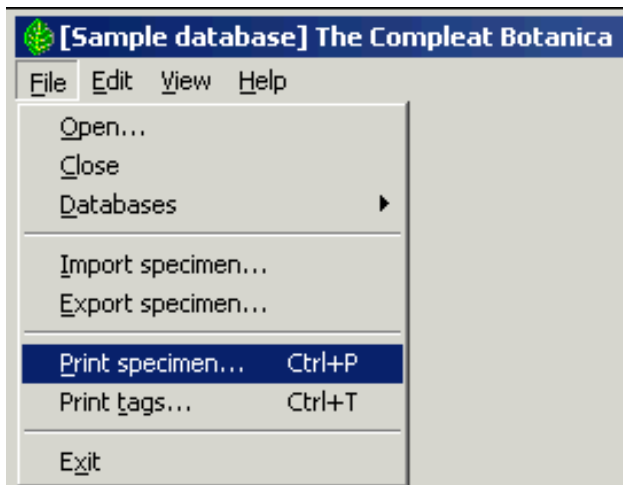 [Sample database] The Compleat Botanica
File Edit View Help
Open...
Close
Databases
Import specimen...
Export specimen...
Print specimen... Ctrl+P
Print tags... Ctrl+T
Exit